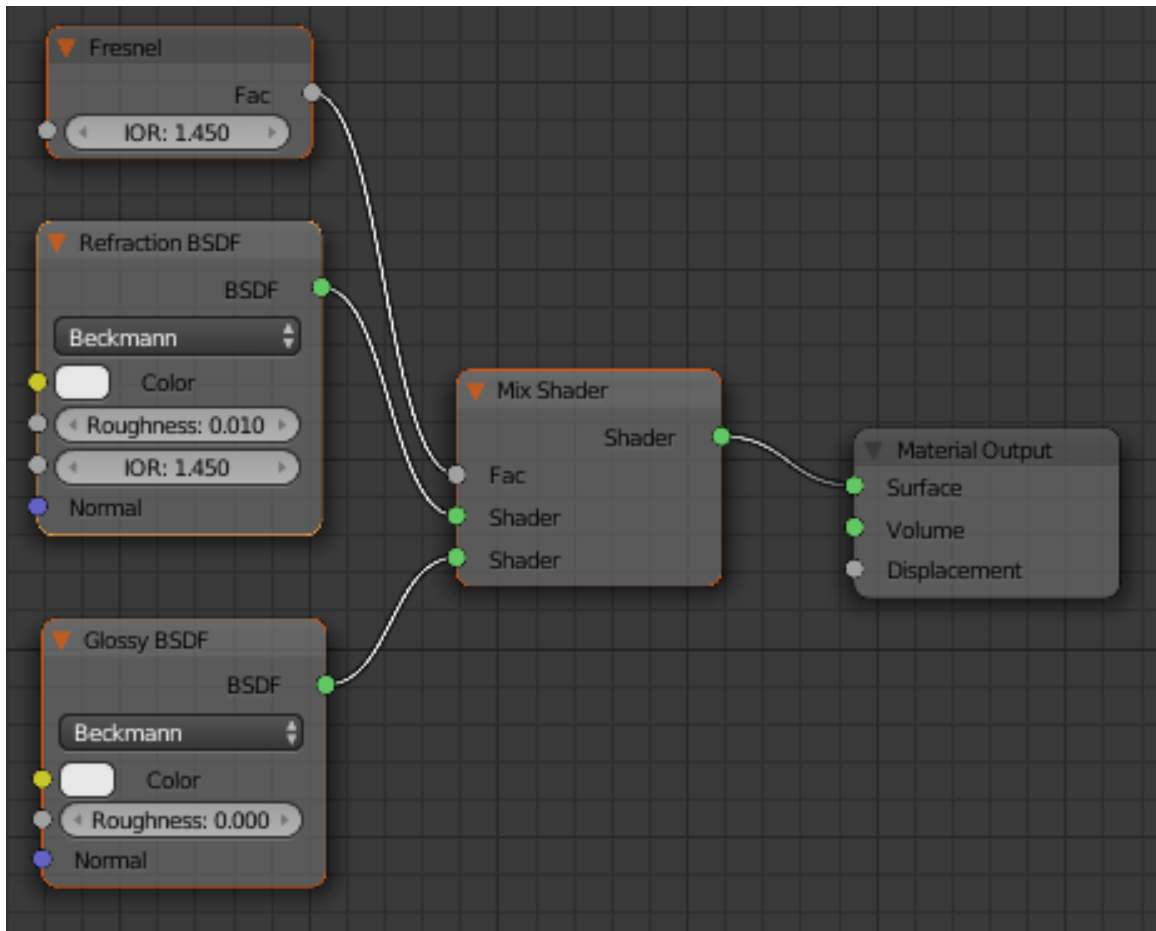 Fresnel
Fac
IOR: 1.450
Refraction BSDF
BSDF
Beckmann
Color
Roughness: 0.010
IOR: 1.450
Normal
Glossy BSDF
BSDF
Beckmann
Color
Roughness: 0.000
Normal
Mix Shader
Shader
Fac
Shader
Shader
Material Output
Surface
Volume
Displacement